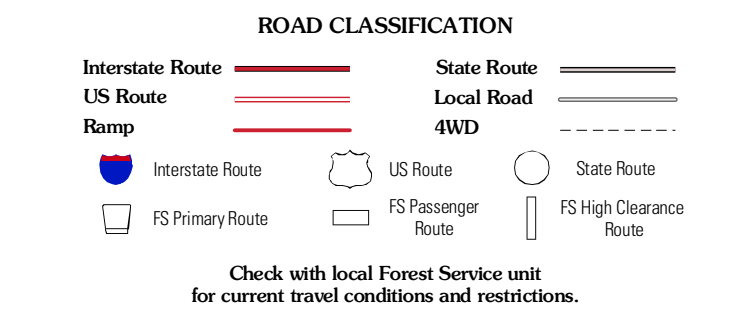 ROAD CLASSIFICATION
Interstate Route
State Route
US Route
Local Road
Ramp
4WD
Interstate Route
US Route
State Route
FS Primary Route
FS Passenger
Route
FS High Clearance
Route
Check with local Forest Service unit
for current travel conditions and restrictions.